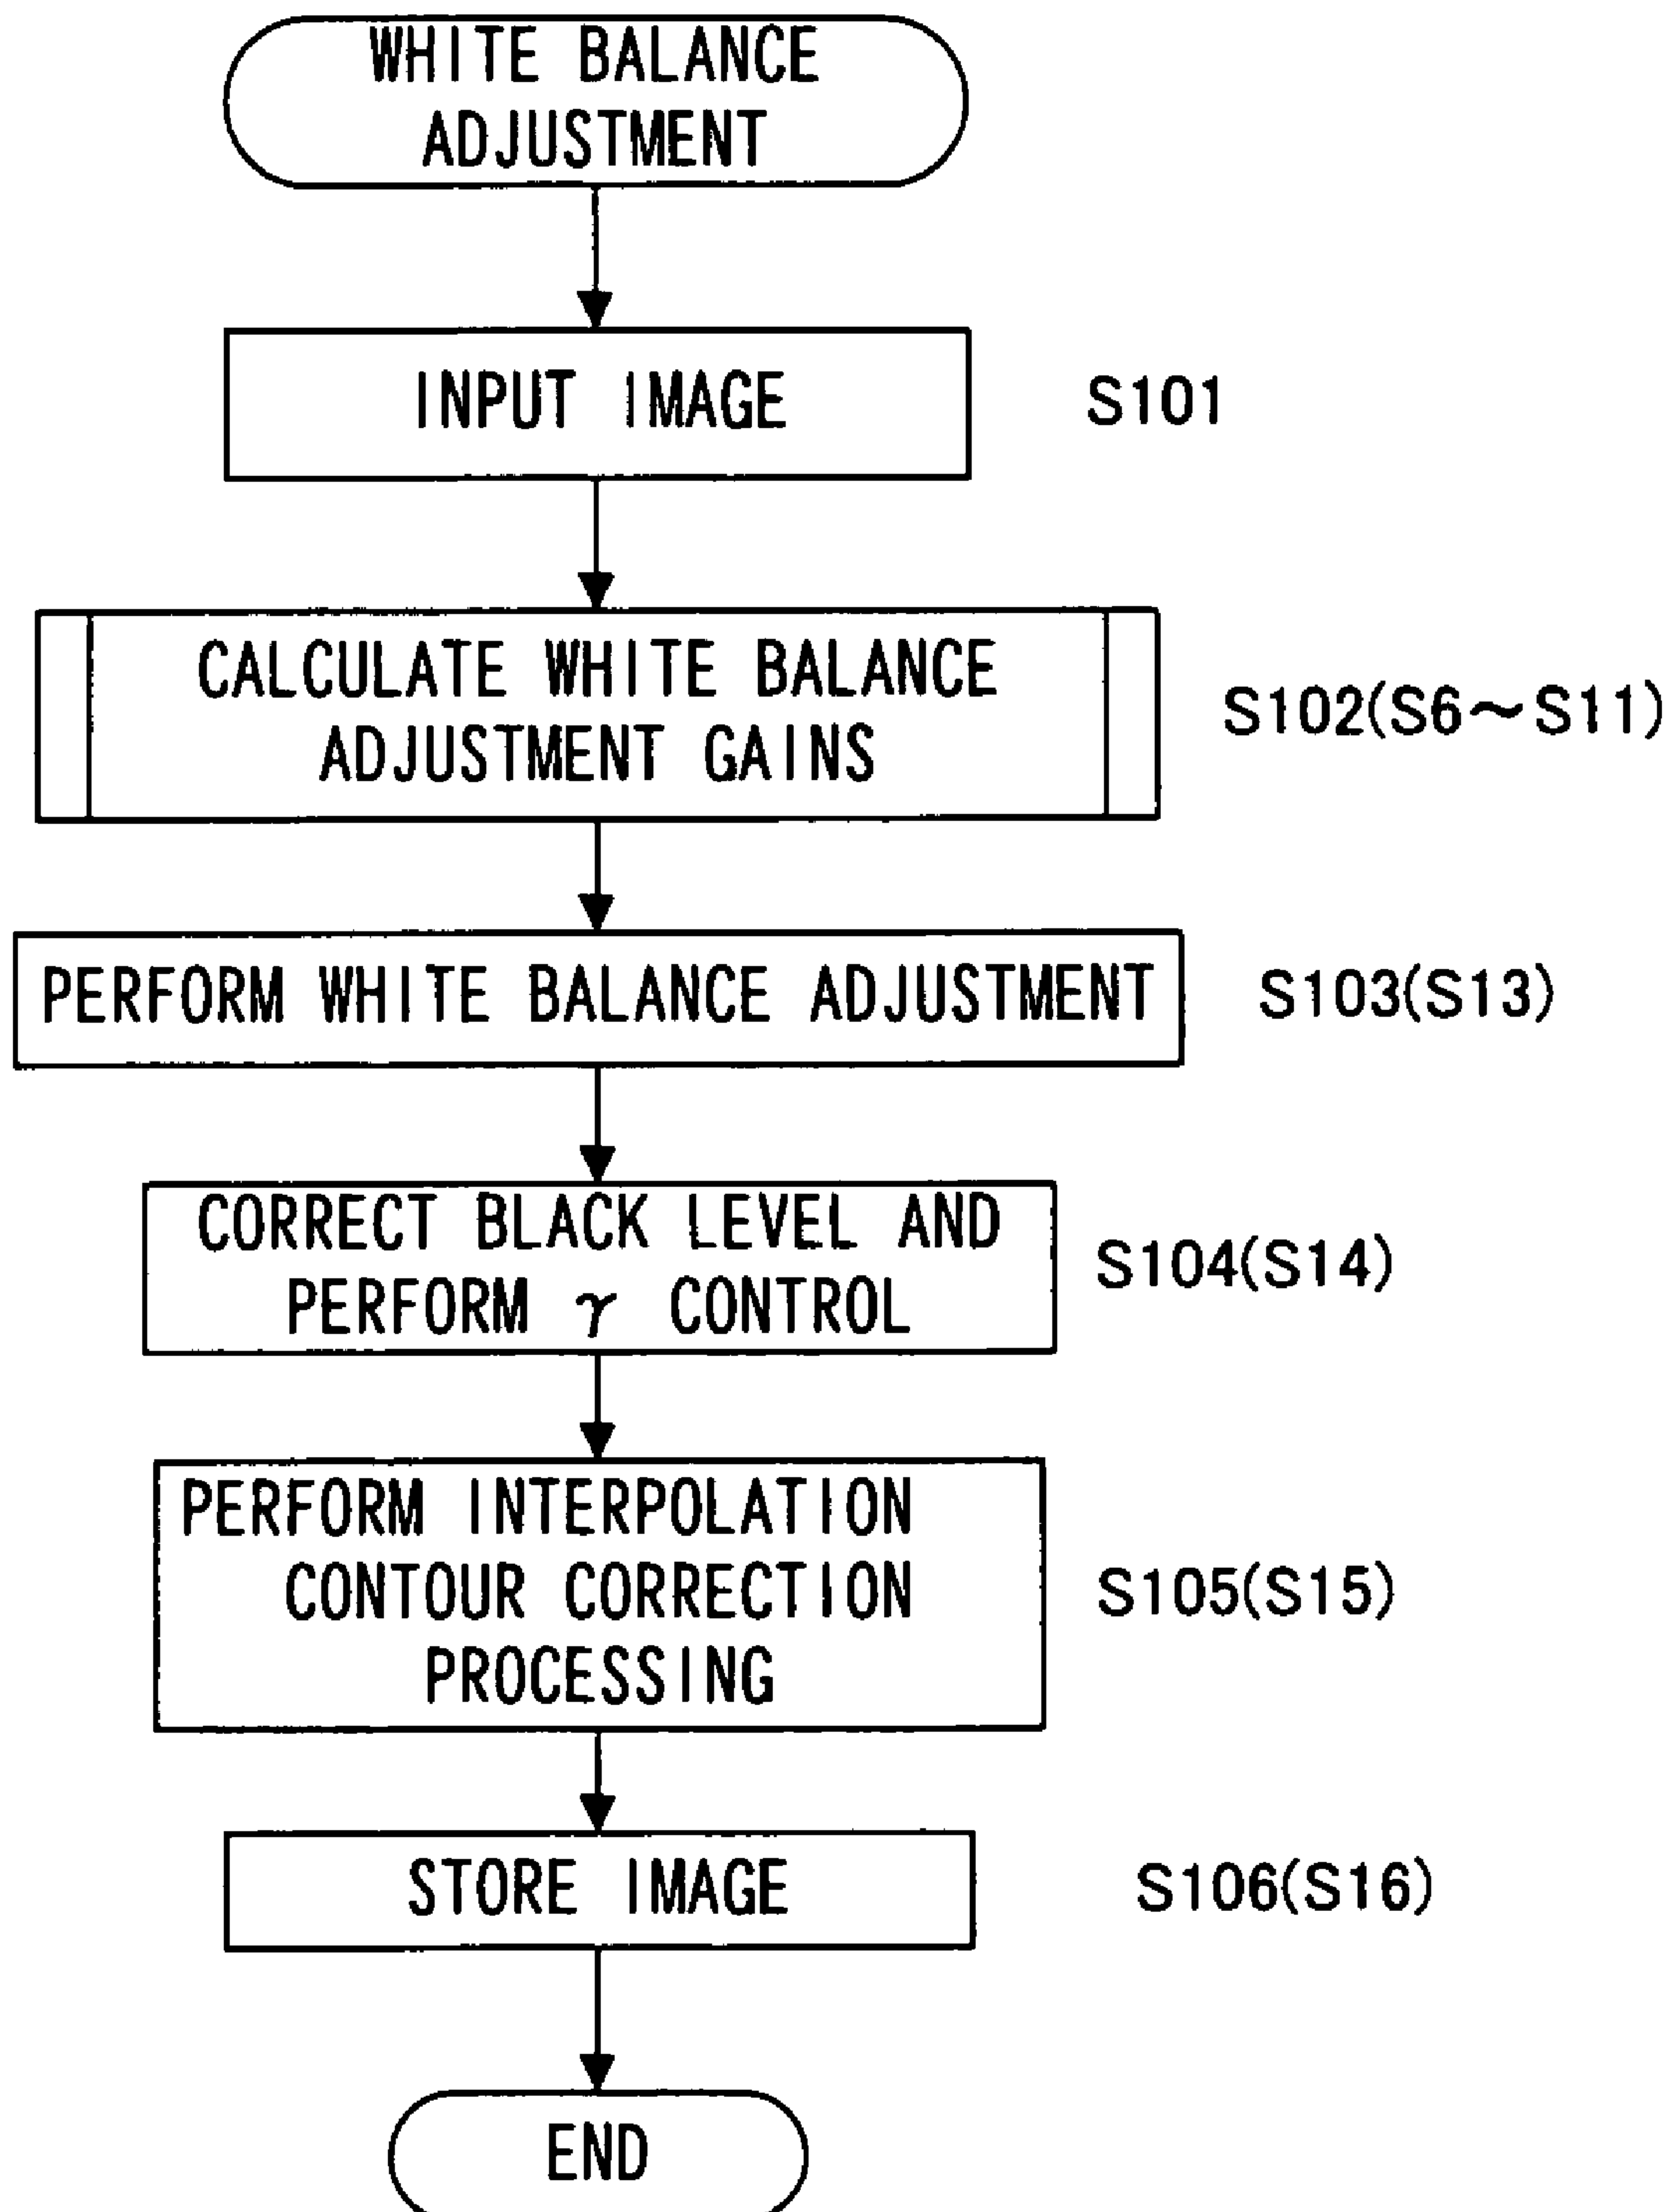 WHITE BALANCE
ADJUSTMENT
INPUT IMAGE
S101
CALCULATE WHITE BALANCE
ADJUSTMENT GAINS
S102(S6～S11)
PERFORM WHITE BALANCE ADJUSTMENT
S103(S13)
CORRECT BLACK LEVEL AND
PERFORM γ CONTROL
S104(S14)
PERFORM INTERPOLATION
CONTOUR CORRECTION
PROCESSING
S105(S15)
STORE IMAGE
S106(S16)
END